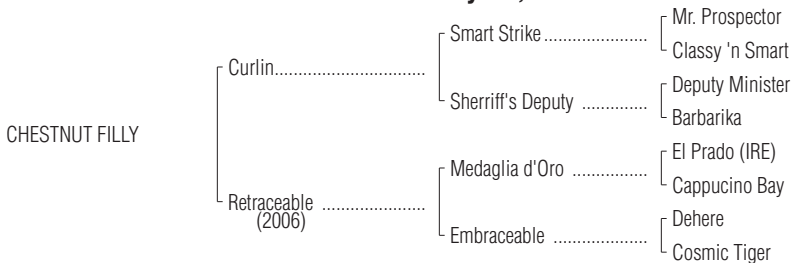 Mr. Prospector
Smart Strike......................
Classy 'n Smart
Curlin................................
Deputy Minister
Sherriff's Deputy ..............
Barbarika
CHESTNUT FILLY
El Prado (IRE)
Medaglia d'Oro ................
Cappucino Bay
Retraceable ......................
(2006)
Dehere
Embraceable ....................
Cosmic Tiger